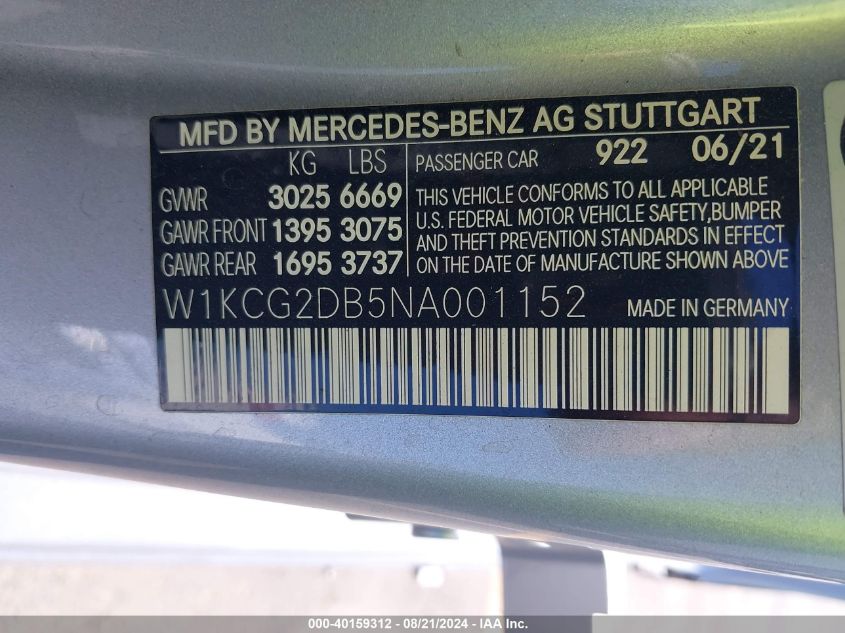 MFD BY MERCEDES-BENZ AG STUTTGART
KG LBS
GVWR 3025 6669
GAWR FRONT 1395 3075
GAWR REAR 1695 3737
PASSENGER CAR 922 06/21
THIS VEHICLE CONFORMS TO ALL APPLICABLE
U.S. FEDERAL MOTOR VEHICLE SAFETY,BUMPER
AND THEFT PREVENTION STANDARDS IN EFFECT
ON THE DATE OF MANUFACTURE AS FOLLOWS
W1KCG2DB5NA001152 MADE IN GERMANY
000-40159312 | 08/21/2024 | IAA Inc.